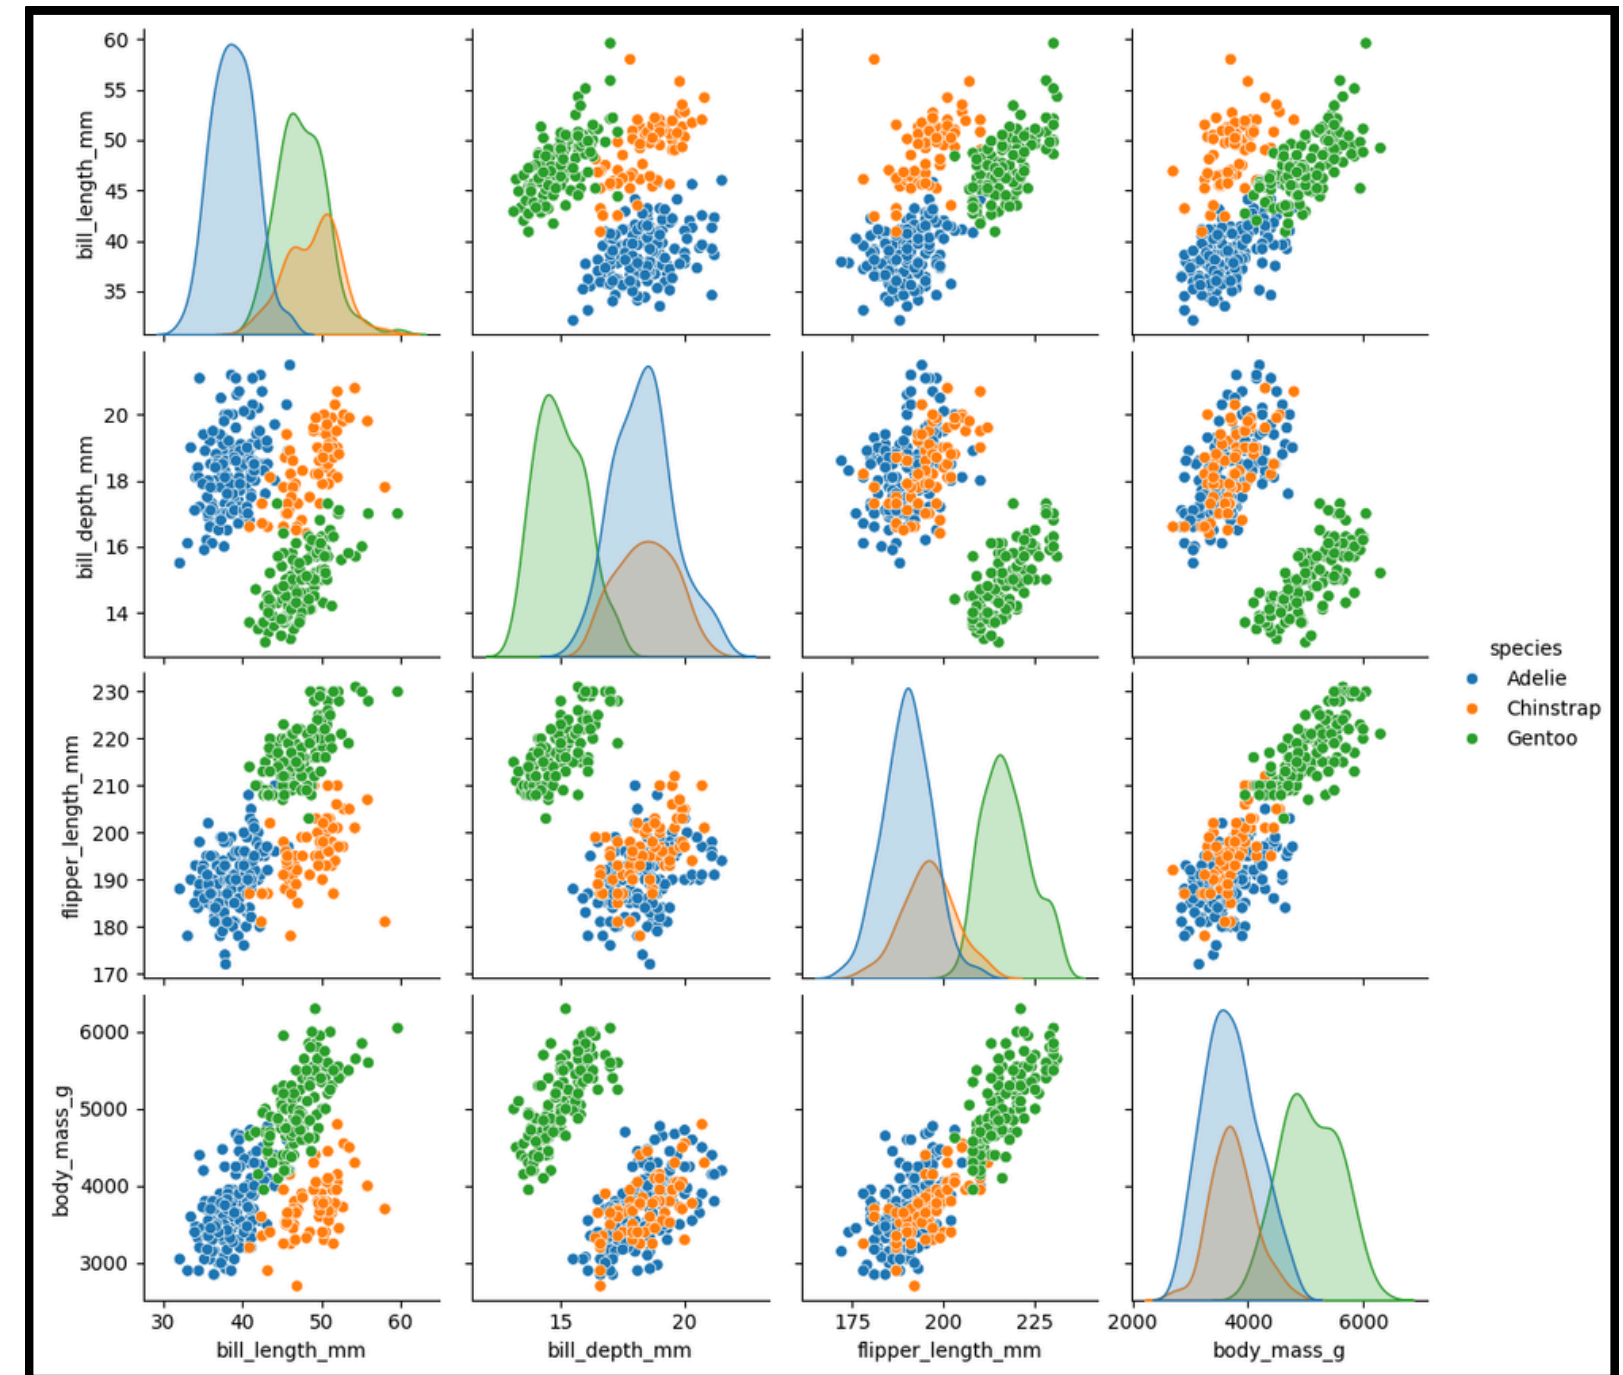 60
55
50
45
40
35
bill_length_mm
20
18
16
14
bill_depth_mm
230
220
210
200
190
180
170
flipper_length_mm
6000
5000
4000
3000
body_mass_g
30 40 50 60
bill_length_mm
15 20
bill_depth_mm
175 200 225
flipper_length_mm
2000 4000 6000
body_mass_g
species
Adelie
Chinstrap
Gentoo